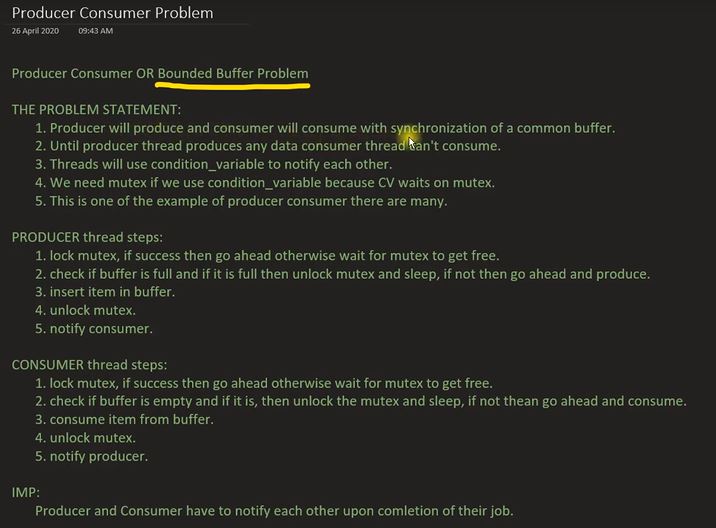 Producer Consumer Problem
26 April 2020 09:43 AM
Producer Consumer OR Bounded Buffer Problem
THE PROBLEM STATEMENT:
1. Producer will produce and consumer will consume with synchronization of a common buffer.
2. Until producer thread produces any data consumer thread can't consume.
3. Threads will use condition_variable to notify each other.
4. We need mutex if we use condition_variable because CV waits on mutex.
5. This is one of the example of producer consumer there are many.
PRODUCER thread steps:
1. lock mutex, if success then go ahead otherwise wait for mutex to get free.
2. check if buffer is full and if it is full then unlock mutex and sleep, if not then go ahead and produce.
3. insert item in buffer.
4. unlock mutex.
5. notify consumer.
CONSUMER thread steps:
1. lock mutex, if success then go ahead otherwise wait for mutex to get free.
2. check if buffer is empty and if it is, then unlock the mutex and sleep, if not thean go ahead and consume.
3. consume item from buffer.
4. unlock mutex.
5. notify producer.
IMP:
Producer and Consumer have to notify each other upon comletion of their job.